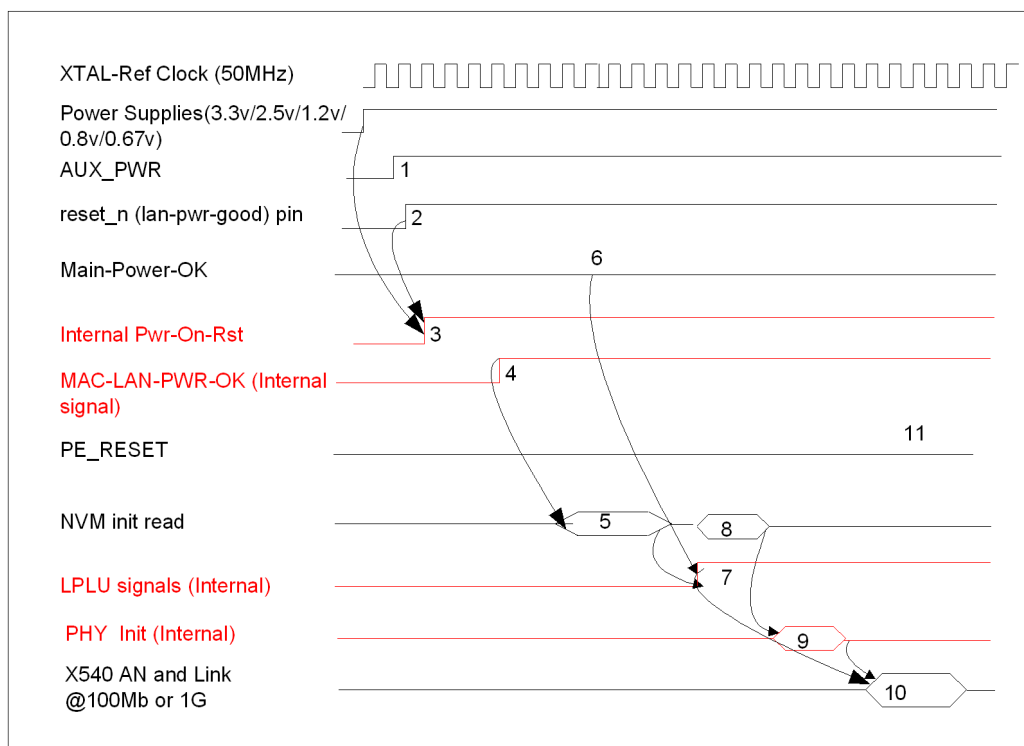 XTAL-Ref Clock (50MHz)
Power Supplies(3.3v/2.5v/1.2v/
0.8v/0.67v)
AUX_PWR
1
reset_n (lan-pwr-good) pin
2
Main-Power-OK
6
Internal Pwr-On-Rst
3
MAC-LAN-PWR-OK (Internal
signal)
4
PE_RESET
11
NVM init read
5
8
LPLU signals (Internal)
7
PHY  Init (Internal)
9
X540 AN and Link
@100Mb or 1G
10